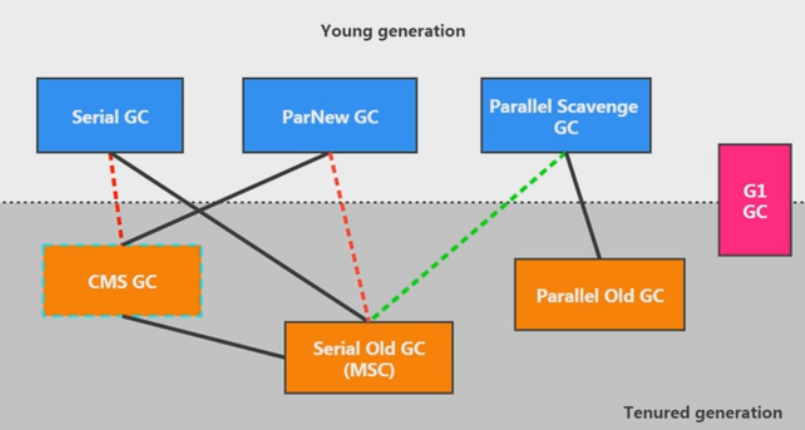 Young generation
Serial GC
ParNew GC
Parallel Scavenge
GC
G1
GC
CMS GC
Parallel Old GC
Serial Old GC
(MSC)
Tenured generation